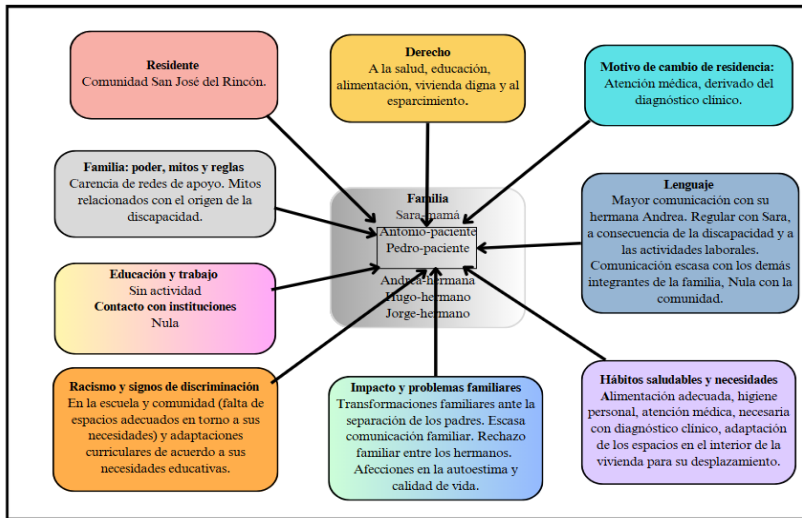 Residente
Comunidad San José del Rincón.
Derecho
A la salud, educación,
alimentación, vivienda digna y al
esparcimiento.
Motivo de cambio de residencia:
Atención médica, derivado del
diagnóstico clínico.
Familia: poder, mitos y reglas
Carencia de redes de apoyo. Mitos
relacionados con el origen de la
discapacidad.
Familia
Sara-mamá
Antonio-paciente
Pedro-paciente
Andrea-hermana
Hugo-hermano
Jorge-hermano
Lenguaje
Mayor comunicación con su
hermana Andrea. Regular con Sara,
a consecuencia de la discapacidad y a
las actividades laborales.
Comunicación escasa con los demás
integrantes de la familia, Nula con la
comunidad.
Educación y trabajo
Sin actividad
Contacto con instituciones
Nula
Racismo y signos de discriminación
En la escuela y comunidad (falta de
espacios adecuados en torno a sus
necesidades) y adaptaciones
curriculares de acuerdo a sus
necesidades educativas.
Impacto y problemas familiares
Transformaciones familiares ante la
separación de los padres. Escasa
comunicación familiar. Rechazo
familiar entre los hermanos.
Afecciones en la autoestima y
calidad de vida.
Hábitos saludables y necesidades
Alimentación adecuada, higiene
personal, atención médica, necesaria
con diagnóstico clínico, adaptación
de los espacios en el interior de la
vivienda para su desplazamiento.